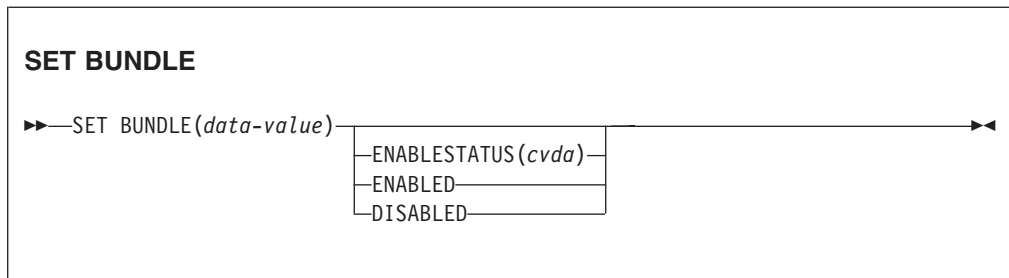 SET BUNDLE
SET BUNDLE(data-value)
ENABLESTATUS(cvda)
ENABLED
DISABLED